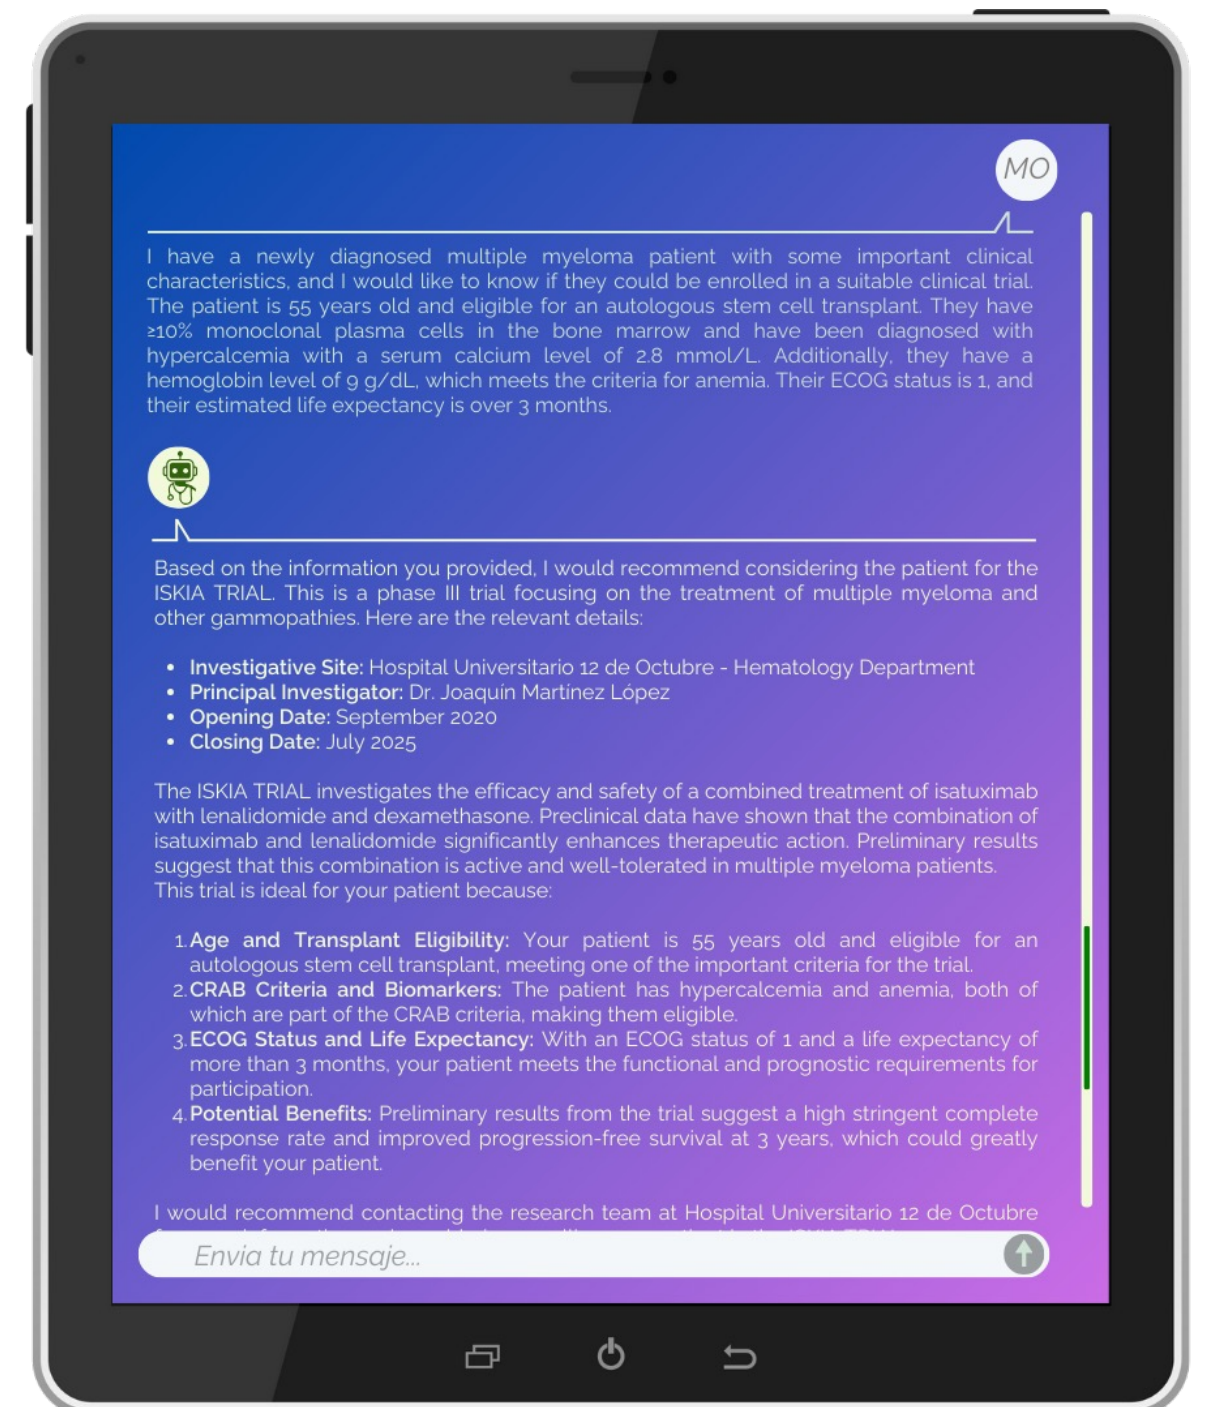 MO
I have a newly diagnosed multiple myeloma patient with some important clinical
characteristics, and I would like to know if they could be enrolled in a suitable clinical trial.
The patient is 55 years old and eligible for an autologous stem cell transplant. They have
≥10% monoclonal plasma cells in the bone marrow and have been diagnosed with
hypercalcemia with a serum calcium level of 2.8 mmol/L. Additionally, they have a
hemoglobin level of 9 g/dL, which meets the criteria for anemia. Their ECOG status is 1, and
their estimated life expectancy is over 3 months.
Based on the information you provided, I would recommend considering the patient for the
ISKIA TRIAL. This is a phase III trial focusing on the treatment of multiple myeloma and
other gammopathies. Here are the relevant details:
• Investigative Site: Hospital Universitario 12 de Octubre - Hematology Department
• Principal Investigator: Dr. Joaquín Martínez López
• Opening Date: September 2020
• Closing Date: July 2025
The ISKIA TRIAL investigates the efficacy and safety of a combined treatment of isatuximab
with lenalidomide and dexamethasone. Preclinical data have shown that the combination of
isatuximab and lenalidomide significantly enhances therapeutic action. Preliminary results
suggest that this combination is active and well-tolerated in multiple myeloma patients.
This trial is ideal for your patient because:
1. Age and Transplant Eligibility: Your patient is 55 years old and eligible for an
autologous stem cell transplant, meeting one of the important criteria for the trial.
2. CRAB Criteria and Biomarkers: The patient has hypercalcemia and anemia, both of
which are part of the CRAB criteria, making them eligible.
3. ECOG Status and Life Expectancy: With an ECOG status of 1 and a life expectancy of
more than 3 months, your patient meets the functional and prognostic requirements for
participation.
4. Potential Benefits: Preliminary results from the trial suggest a high stringent complete
response rate and improved progression-free survival at 3 years, which could greatly
benefit your patient.
I would recommend contacting the research team at Hospital Universitario 12 de Octubre
Envia tu mensaje...